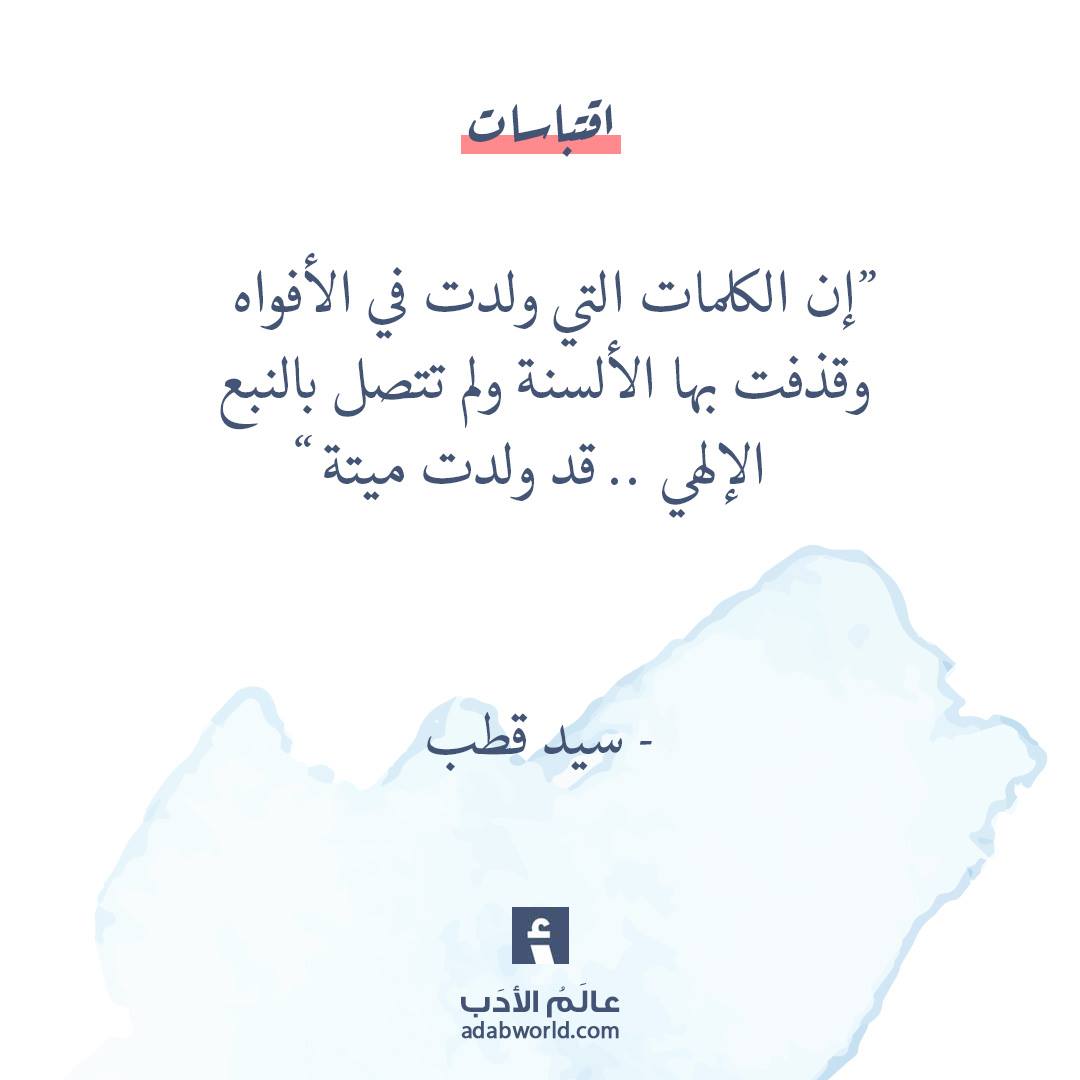 اقتباسات
”إن الكلمات التي ولدت في الأفواه
وقذفت بها الألسنة ولم تتصل بالنبع
الإلهي .. قد ولدت ميتة“
- سيد قطب
أ
عالَمُ الأدَب
adabworld.com